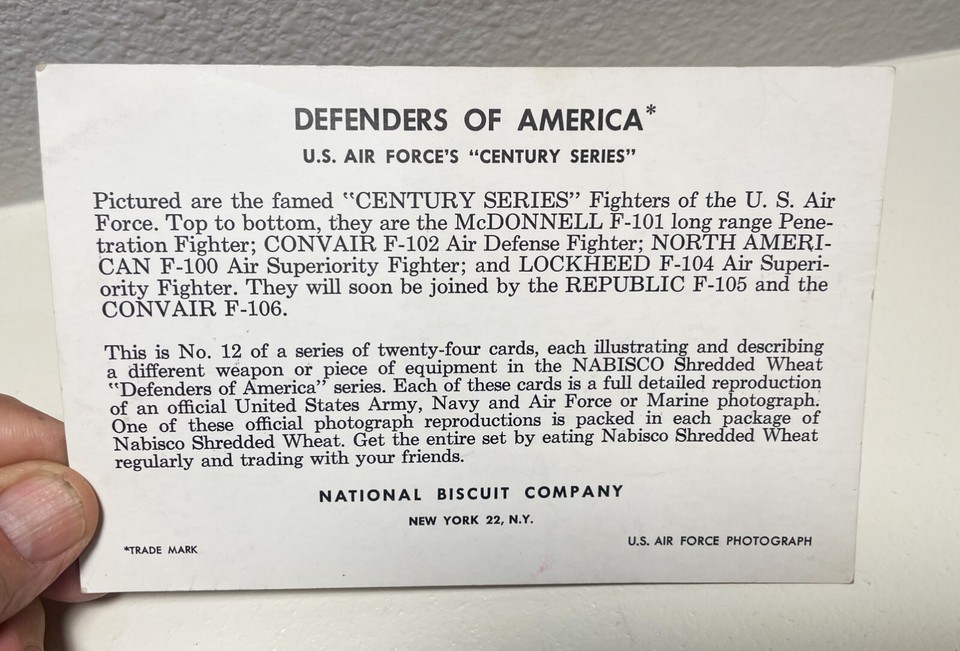 DEFENDERS OF AMERICA*
U.S. AIR FORCE'S "CENTURY SERIES"
Pictured are the famed "CENTURY SERIES" Fighters of the U. S. Air
Force. Top to bottom, they are the McDONNELL F-101 long range Pene-
tration Fighter; CONVAIR F-102 Air Defense Fighter; NORTH AMERI-
CAN F-100 Air Superiority Fighter; and LOCKHEED F-104 Air Superi-
ority Fighter. They will soon be joined by the REPUBLIC F-105 and the
CONVAIR F-106.
This is No. 12 of a series of twenty-four cards, each illustrating and describing
a different weapon or piece of equipment in the NABISCO Shredded Wheat
"Defenders of America" series. Each of these cards is a full detailed reproduction
of an official United States Army, Navy and Air Force or Marine photograph.
One of these official photograph reproductions is packed in each package of
Nabisco Shredded Wheat. Get the entire set by eating Nabisco Shredded Wheat
regularly and trading with your friends.
NATIONAL BISCUIT COMPANY
NEW YORK 22, N.Y.
U.S. AIR FORCE PHOTOGRAPH
*TRADE MARK